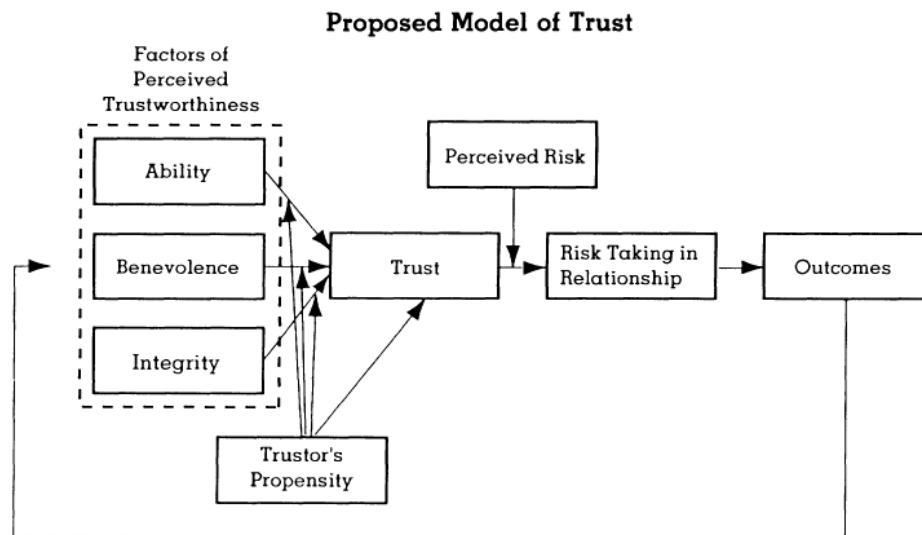 Proposed Model of Trust
Factors of
Perceived
Trustworthiness
Ability
Benevolence
Integrity
Trustor's
Propensity
Trust
Perceived Risk
Risk Taking in
Relationship
Outcomes